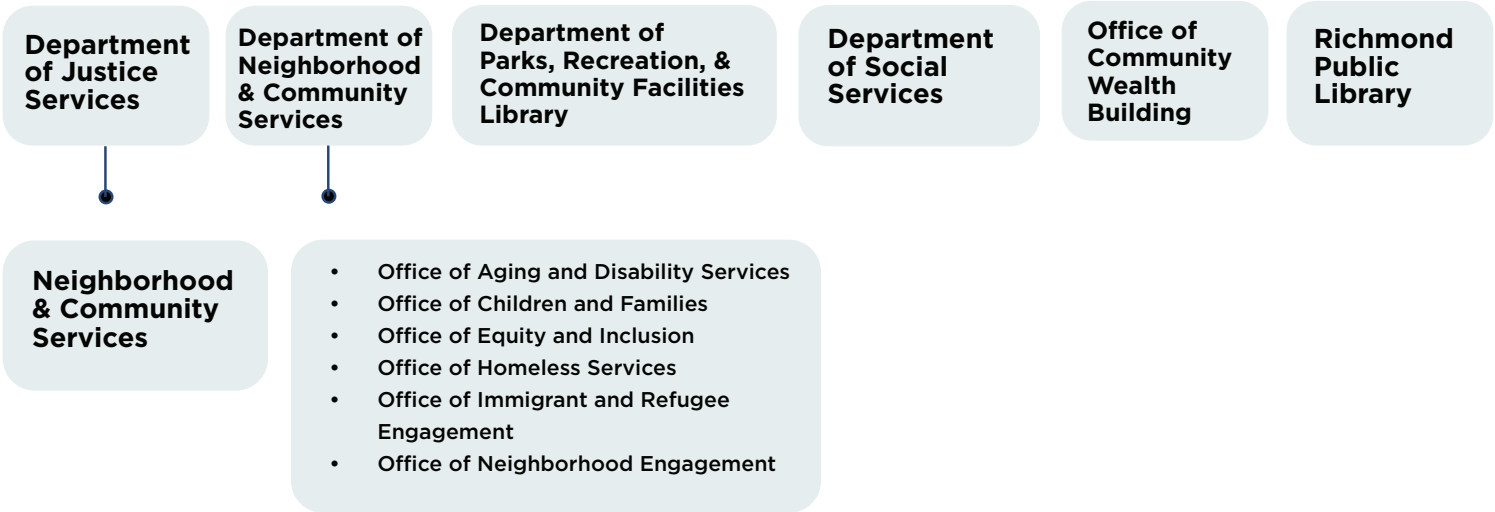 Department
of Justice
Services
Department of
Neighborhood
& Community
Services
Department of
Parks, Recreation, &
Community Facilities
Library
Department
of Social
Services
Office of
Community
Wealth
Building
Richmond
Public
Library
Neighborhood
& Community
Services
• Office of Aging and Disability Services
• Office of Children and Families
• Office of Equity and Inclusion
• Office of Homeless Services
• Office of Immigrant and Refugee
Engagement
• Office of Neighborhood Engagement